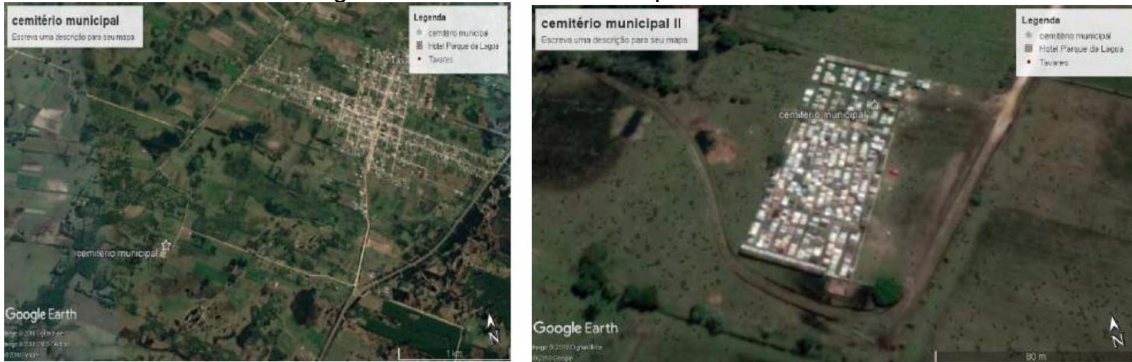 cemitério municipal
Escreva uma descrição para seu mapa
Legenda
cemitério municipal
Hotel Parque da Lagoa
Tavares
cemitério municipal
Google Earth
1 km
N
cemitério municipal II
Escreva uma descrição para seu mapa
Legenda
cemitério municipal
Hotel Parque da Lagoa
Tavares
cemitério municipal
Google Earth
80 m
N